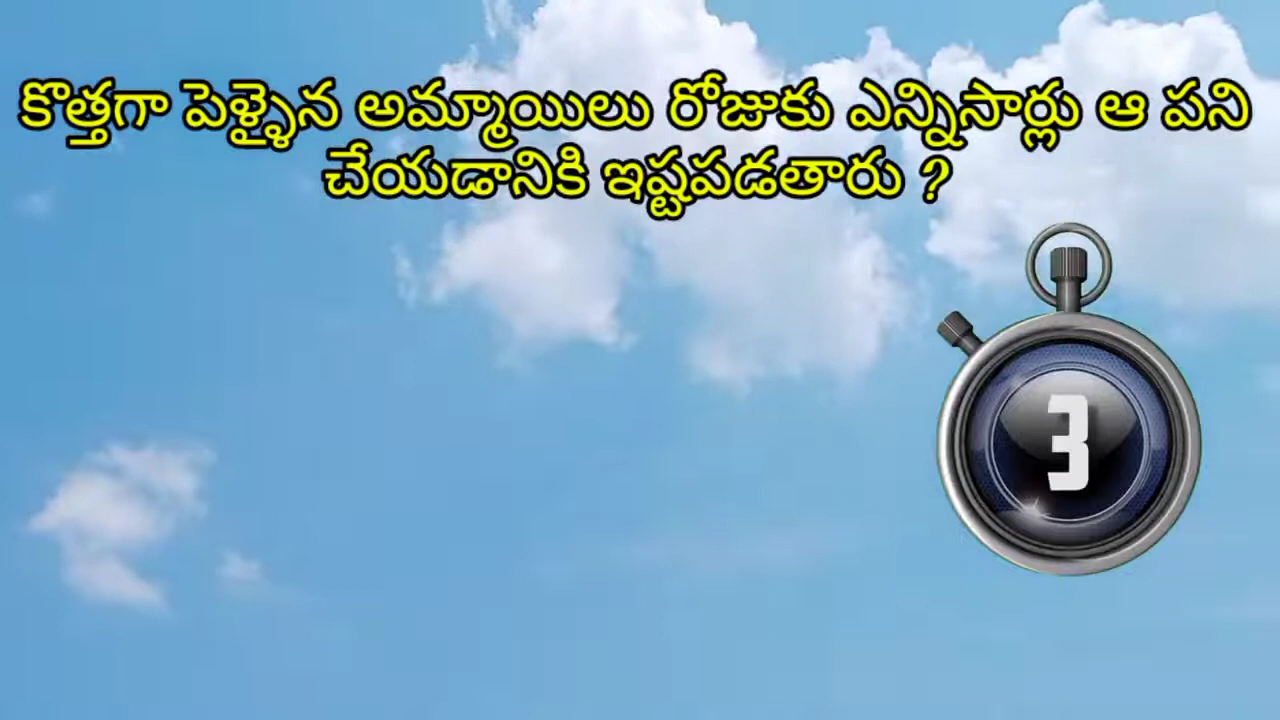 కొత్తగా పెళ్ళైన అమ్మాయిలు రోజుకు ఎన్నిసార్లు ఆ పని
చేయడానికి ఇష్టపడతారు ?
3